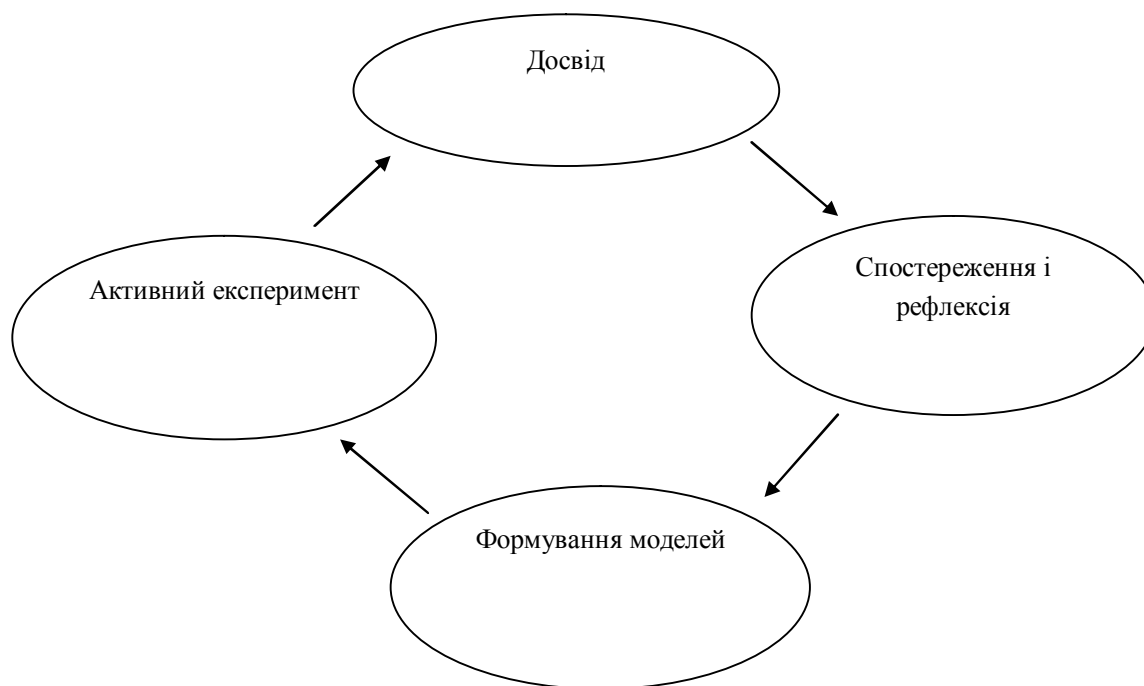 Досвід
Спостереження і
рефлексія
Активний експеримент
Формування моделей